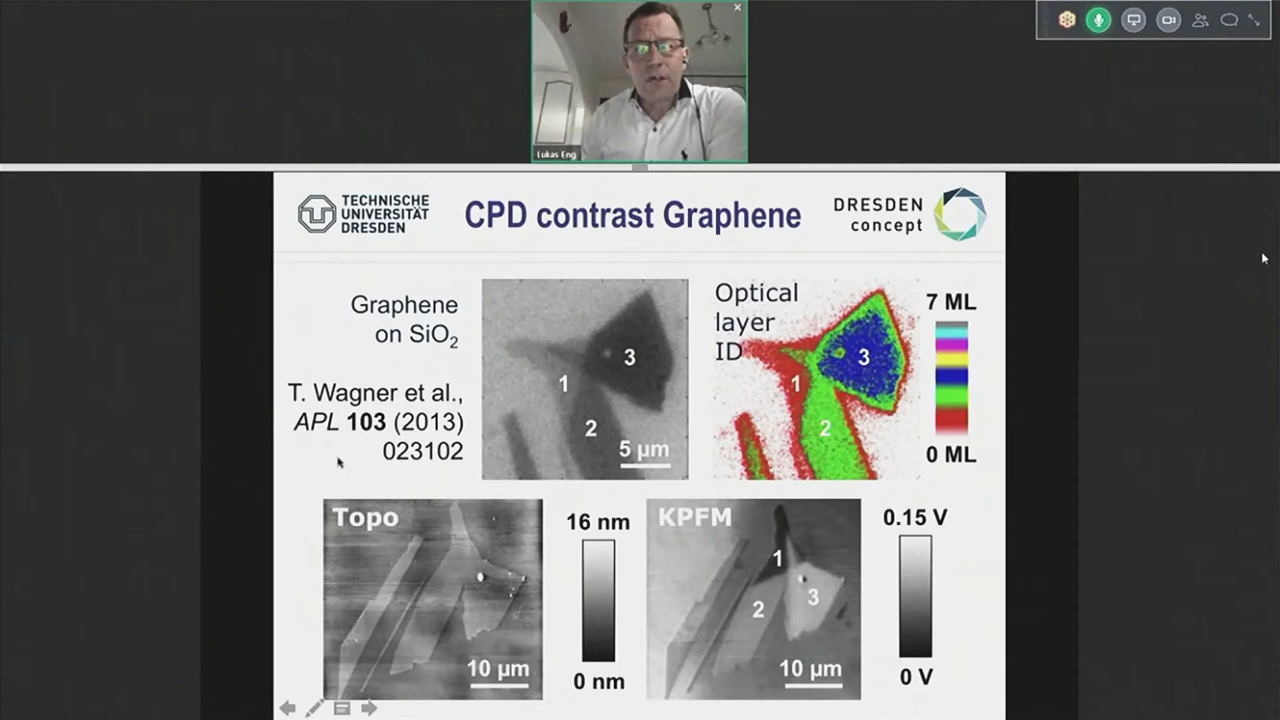 Lukas Eng
TECHNISCHE
UNIVERSITÄT
DRESDEN
CPD contrast Graphene
DRESDEN
concept
Graphene
on SiO₂
T. Wagner et al.,
APL 103 (2013)
023102
1
2
3
5 µm
Optical
layer
ID
1
2
3
7 ML
0 ML
Topo
10 µm
16 nm
0 nm
KPFM
1
2
3
10 µm
0.15 V
0 V